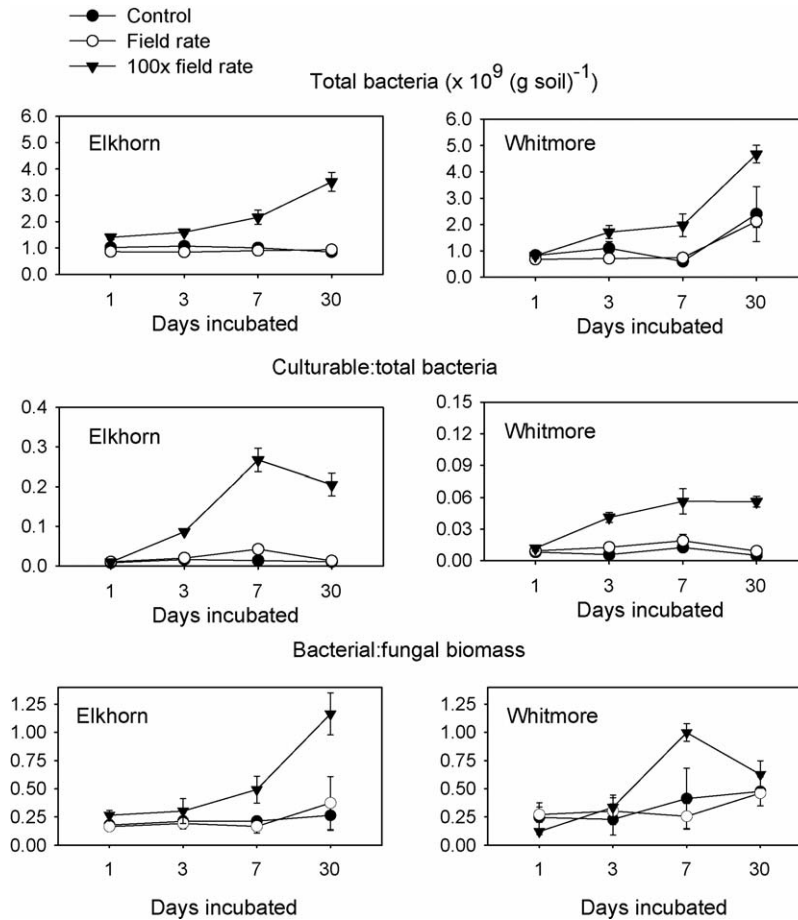 Control
Field rate
100x field rate
Total bacteria (x 10^9 (g soil)^-1)
Elkhorn
6.0
5.0
4.0
3.0
2.0
1.0
0.0
1 3 7 30
Days incubated
Whitmore
6.0
5.0
4.0
3.0
2.0
1.0
0.0
1 3 7 30
Days incubated
Culturable:total bacteria
Elkhorn
0.4
0.3
0.2
0.1
0.0
1 3 7 30
Days incubated
Whitmore
0.15
0.12
0.09
0.06
0.03
0.00
1 3 7 30
Days incubated
Bacterial:fungal biomass
Elkhorn
1.25
1.00
0.75
0.50
0.25
0.00
1 3 7 30
Days incubated
Whitmore
1.25
1.00
0.75
0.50
0.25
0.00
1 3 7 30
Days incubated